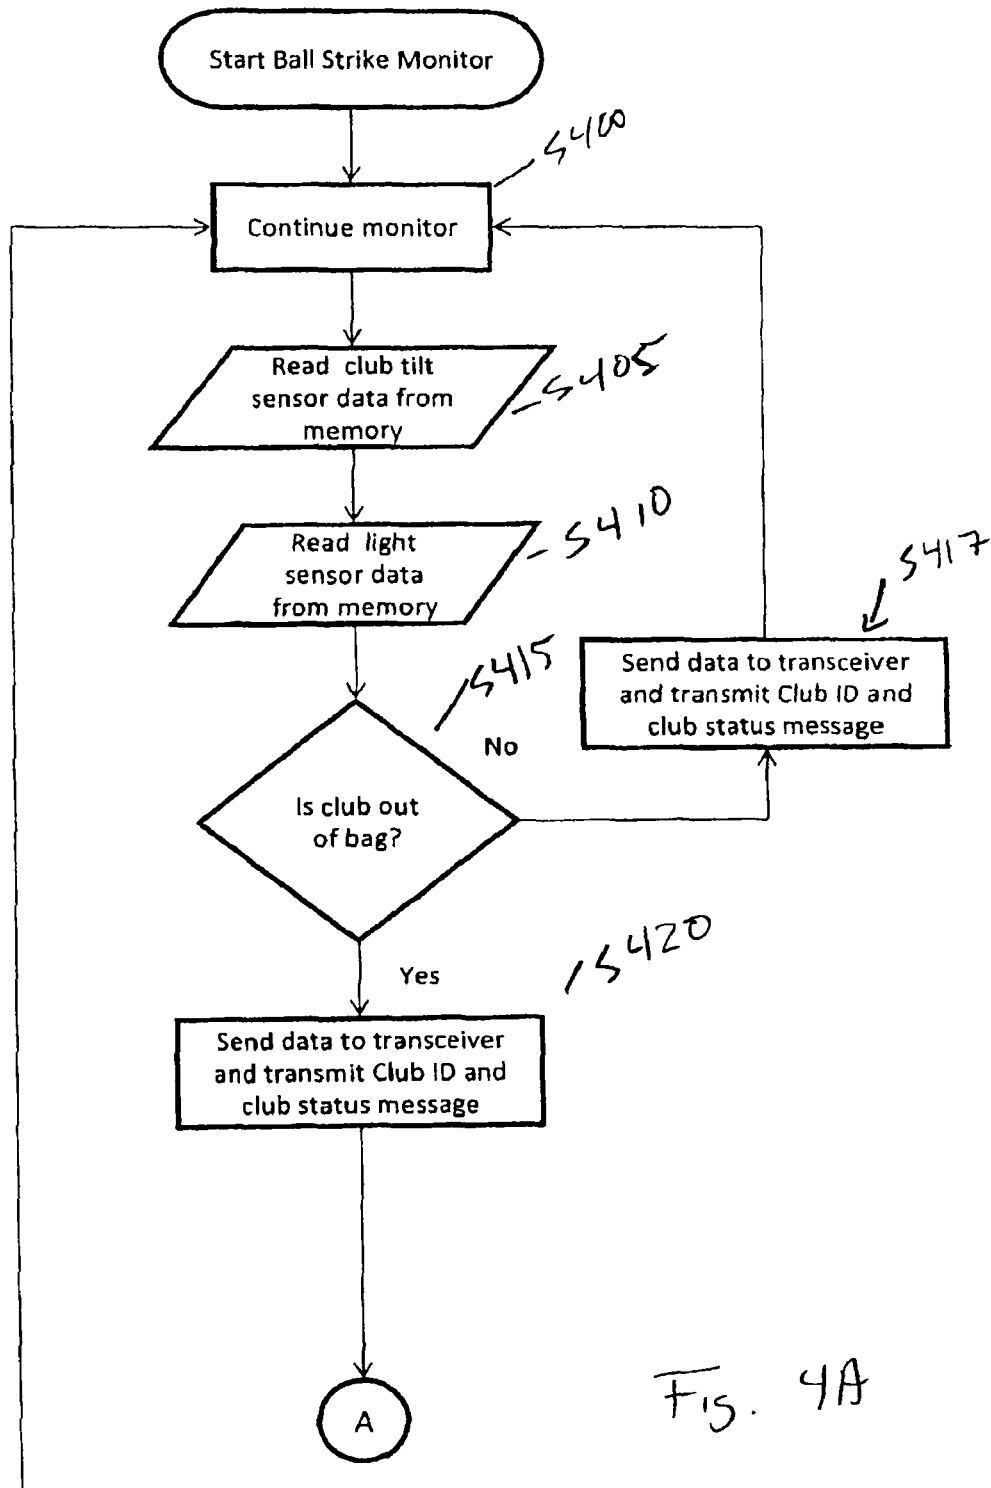 Start Ball Strike Monitor
S400
Continue monitor
Read club tilt
sensor data from
memory
S405
Read light
sensor data
from memory
S410
S417
Send data to transceiver
and transmit Club ID and
club status message
S415
No
Is club out
of bag?
Yes
S420
Send data to transceiver
and transmit Club ID and
club status message
A
Fig. 4A